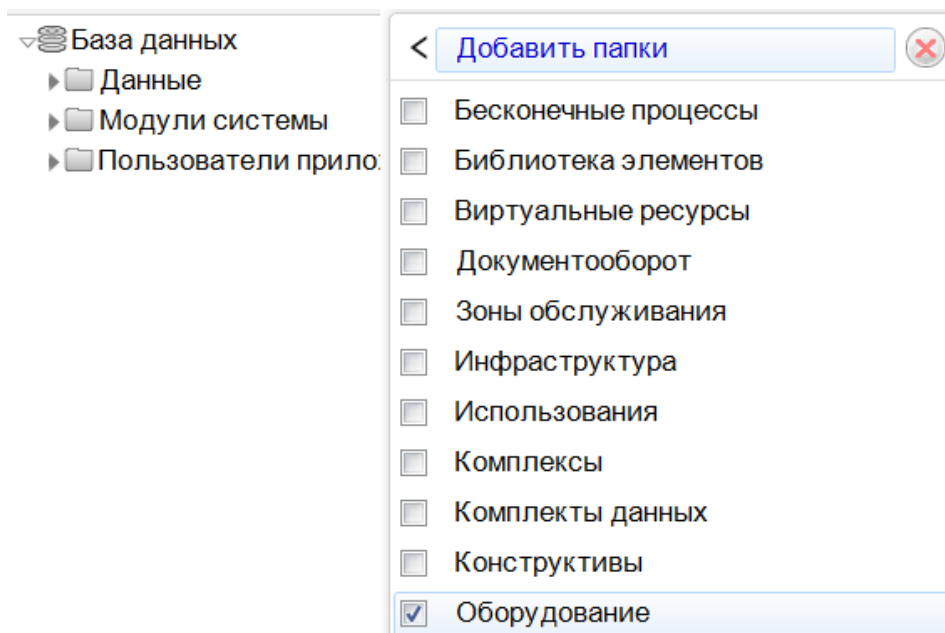 База данных
Данные
Модули системы
Пользователи прило
< Добавить папки
Бесконечные процессы
Библиотека элементов
Виртуальные ресурсы
Документооборот
Зоны обслуживания
Инфраструктура
Использования
Комплексы
Комплекты данных
Конструктивы
Оборудование